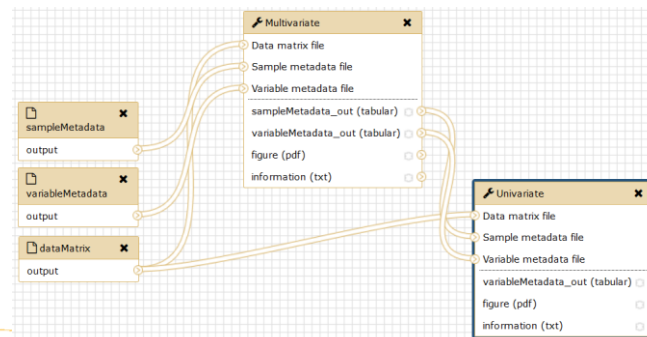 Multivariate
Data matrix file
Sample metadata file
Variable metadata file
sampleMetadata_out (tabular)
variableMetadata_out (tabular)
figure (pdf)
information (txt)
sampleMetadata
output
variableMetadata
output
dataMatrix
output
Univariate
Data matrix file
Sample metadata file
Variable metadata file
variableMetadata_out (tabular)
figure (pdf)
information (txt)